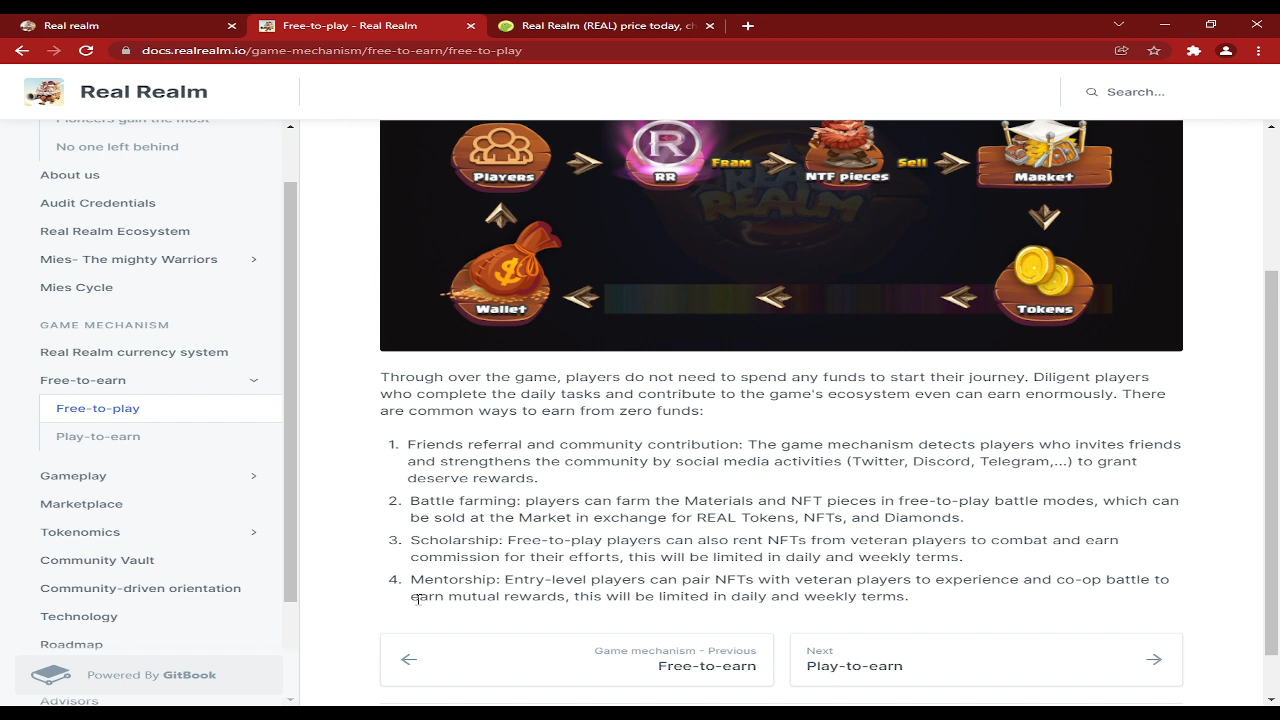 Real realm
Free-to-play - Real Realm
Real Realm (REAL) price today, ch
docs.realrealm.io/game-mechanism/free-to-earn/free-to-play
Real Realm
Search...
Pioneers gain the most
No one left behind
About us
Audit Credentials
Real Realm Ecosystem
Mies- The mighty Warriors
Mies Cycle
GAME MECHANISM
Real Realm currency system
Free-to-earn
Free-to-play
Play-to-earn
Gameplay
Marketplace
Tokenomics
Community Vault
Community-driven orientation
Technology
Roadmap
Powered By GitBook
Advisors
Players
RR
Fram
NTF pieces
Sell
Market
REAL
REALM
Wallet
Tokens
Through over the game, players do not need to spend any funds to start their journey. Diligent players
who complete the daily tasks and contribute to the game's ecosystem even can earn enormously. There
are common ways to earn from zero funds:
1. Friends referral and community contribution: The game mechanism detects players who invites friends
and strengthens the community by social media activities (Twitter, Discord, Telegram,...) to grant
deserve rewards.
2. Battle farming: players can farm the Materials and NFT pieces in free-to-play battle modes, which can
be sold at the Market in exchange for REAL Tokens, NFTs, and Diamonds.
3. Scholarship: Free-to-play players can also rent NFTs from veteran players to combat and earn
commission for their efforts, this will be limited in daily and weekly terms.
4. Mentorship: Entry-level players can pair NFTs with veteran players to experience and co-op battle to
earn mutual rewards, this will be limited in daily and weekly terms.
Game mechanism - Previous
Free-to-earn
Next
Play-to-earn